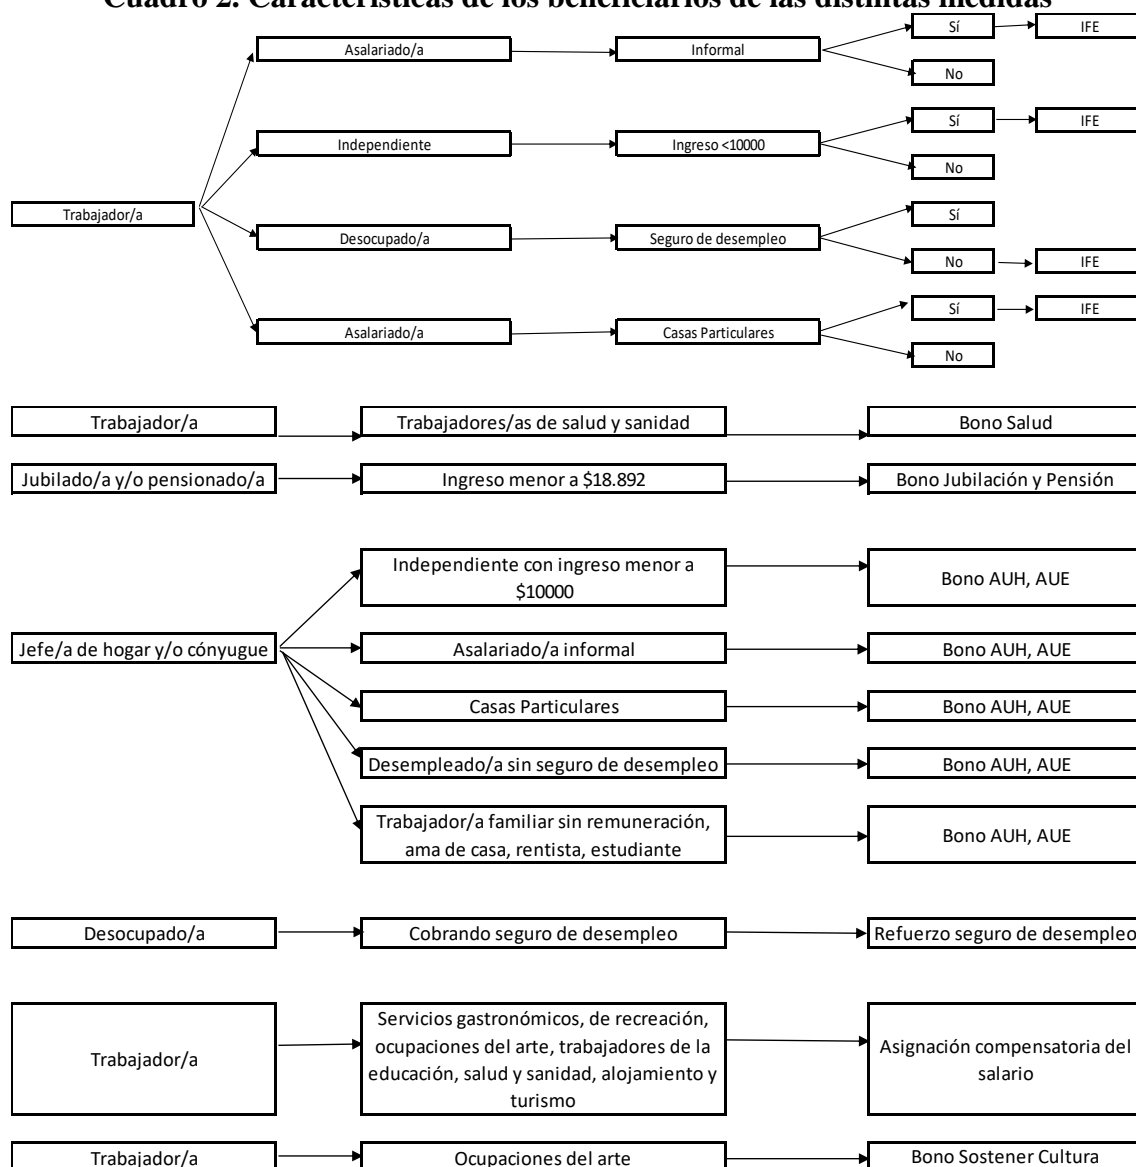 Cuadro 2. Características de los beneficiarios de las distintas medidas
Trabajador/a
Asalariado/a
Informal
Sí
IFE
No
Independiente
Ingreso <10000
Sí
IFE
No
Desocupado/a
Seguro de desempleo
Sí
No
IFE
Asalariado/a
Casas Particulares
Sí
IFE
No
Trabajador/a
Trabajadores/as de salud y sanidad
Bono Salud
Jubilado/a y/o pensionado/a
Ingreso menor a $18.892
Bono Jubilación y Pensión
Jefe/a de hogar y/o cónyugue
Independiente con ingreso menor a
$10000
Bono AUH, AUE
Asalariado/a informal
Bono AUH, AUE
Casas Particulares
Bono AUH, AUE
Desempleado/a sin seguro de desempleo
Bono AUH, AUE
Trabajador/a familiar sin remuneración,
ama de casa, rentista, estudiante
Bono AUH, AUE
Desocupado/a
Cobrando seguro de desempleo
Refuerzo seguro de desempleo
Trabajador/a
Servicios gastronómicos, de recreación,
ocupaciones del arte, trabajadores de la
educación, salud y sanidad, alojamiento y
turismo
Asignación compensatoria del
salario
Trabajador/a
Ocupaciones del arte
Bono Sostener Cultura